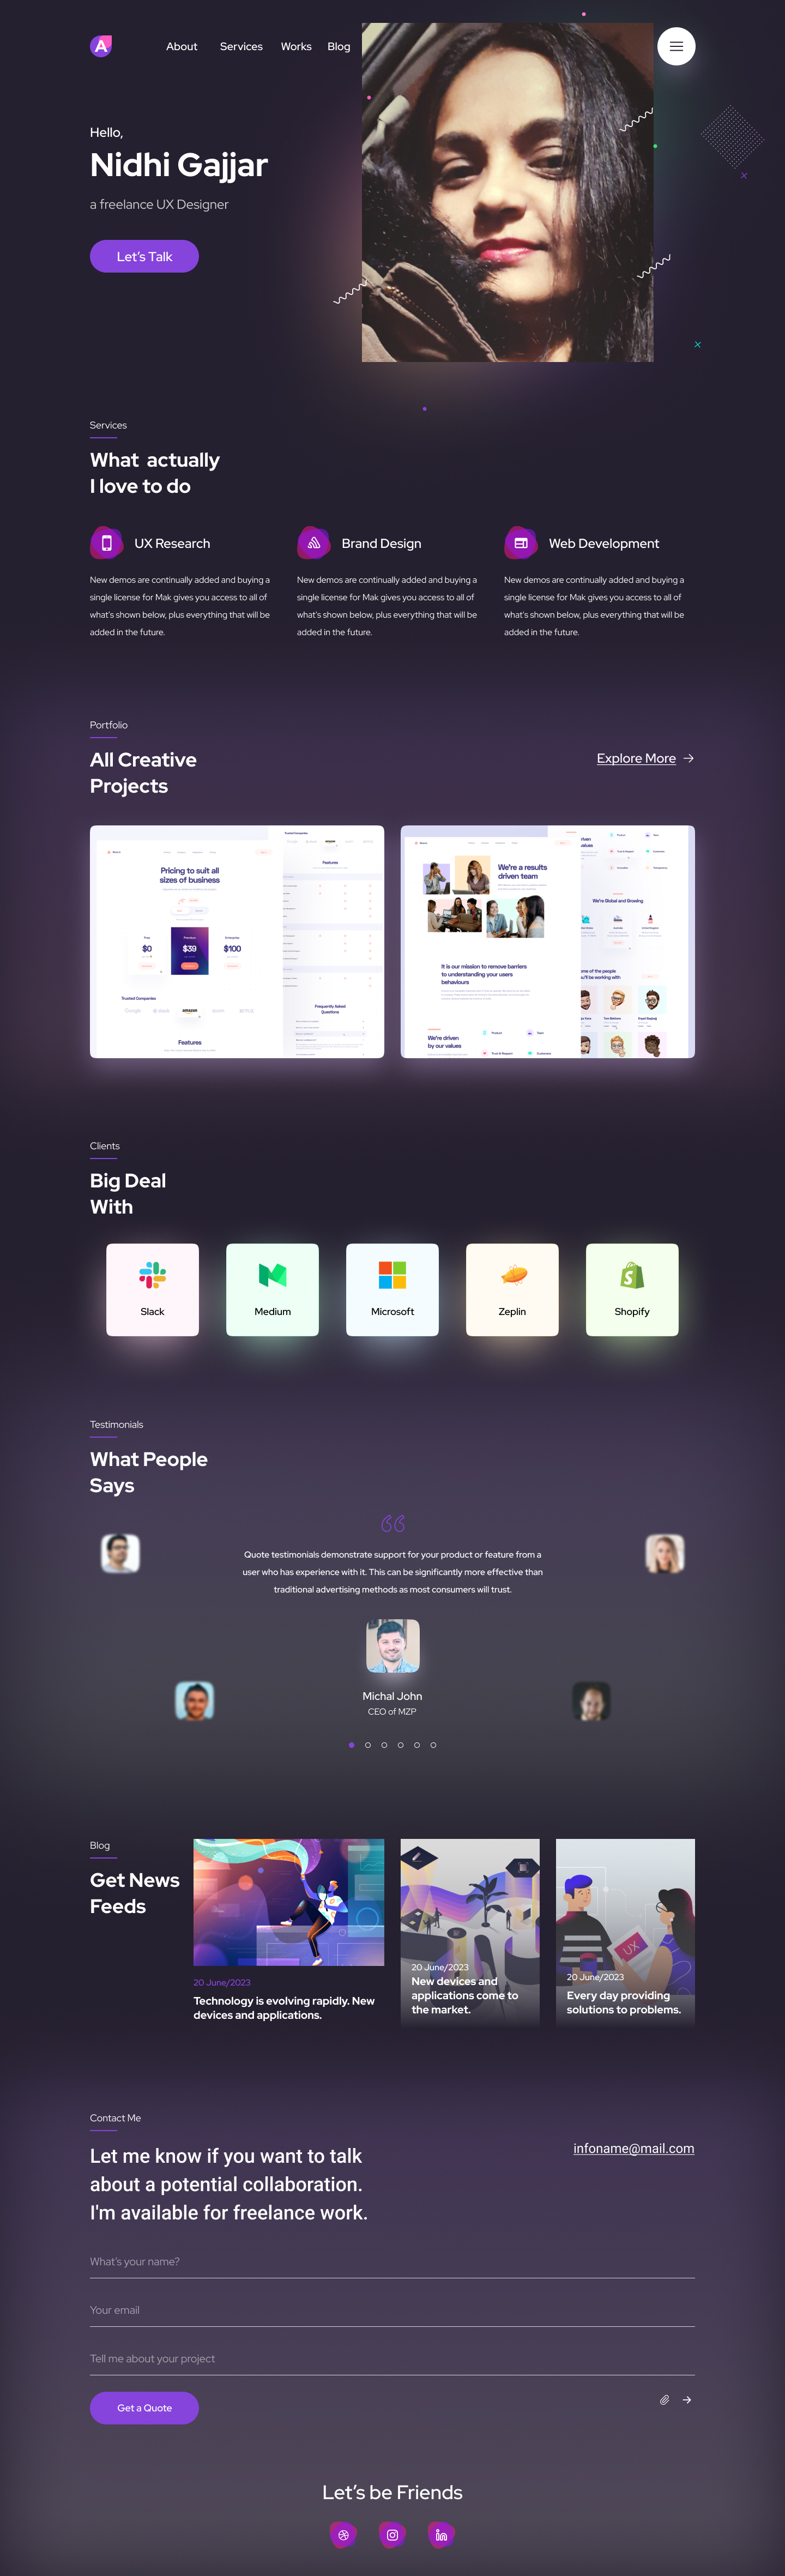 A
About Services Works Blog
Hello,
Nidhi Gajjar
a freelance UX Designer
Let's Talk
Services
What actually
I love to do
UX Research
New demos are continually added and buying a
single license for Mak gives you access to all of
what's shown below, plus everything that will be
added in the future.
Brand Design
New demos are continually added and buying a
single license for Mak gives you access to all of
what's shown below, plus everything that will be
added in the future.
Web Development
New demos are continually added and buying a
single license for Mak gives you access to all of
what's shown below, plus everything that will be
added in the future.
Portfolio
All Creative
Projects
Explore More
Pricing to suit all
sizes of business
$0
$39
$100
Trusted Companies
Google slack amazon
Features
Trusted Companies
Features
Frequently Asked
Questions
We're a results
driven team
It is our mission to remove barriers
to understanding your users
behaviours
We're driven
by our values
We're Global and Growing
Clients
Big Deal
With
Slack
Medium
Microsoft
Zeplin
Shopify
Testimonials
What People
Says
Quote testimonials demonstrate support for your product or feature from a
user who has experience with it. This can be significantly more effective than
traditional advertising methods as most consumers will trust.
Michal John
CEO of MZP
Blog
Get News
Feeds
20 June/2023
Technology is evolving rapidly. New
devices and applications.
20 June/2023
New devices and
applications come to
the market.
UX
20 June/2023
Every day providing
solutions to problems.
Contact Me
Let me know if you want to talk
about a potential collaboration.
I'm available for freelance work.
infoname@mail.com
What's your name?
Your email
Tell me about your project
Get a Quote
Let's be Friends